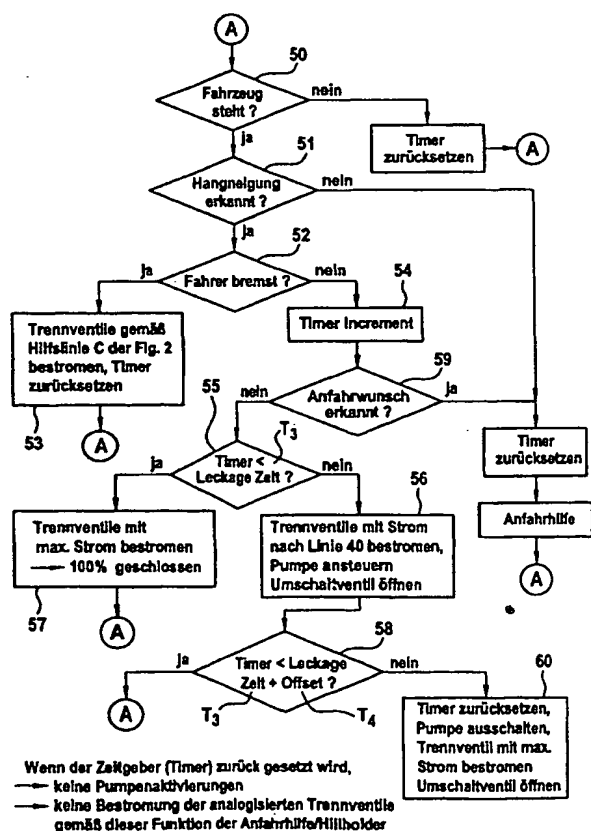 A
50
Fahrzeug
steht ?
nein
ja
Timer
zurücksetzen
A
51
Hangneigung
erkannt ?
nein
ja
52
Fahrer bremst ?
ja
nein
54
Trennventile gemäß
Hilfslinie C der Fig. 2
bestromen, Timer
zurücksetzen
53
A
Timer Increment
59
Anfahrwunsch
erkannt ?
nein
ja
55
T3
Timer <
Leckage Zeit ?
ja
nein
Timer
zurücksetzen
Anfahrhilfe
A
56
Trennventile mit
max. Strom bestromen
→ 100% geschlossen
57
A
Trennventile mit Strom
nach Linie 40 bestromen,
Pumpe ansteuern
Umschaltventil öffnen
58
Timer < Leckage
Zeit + Offset ?
ja
nein
A
T3
T4
60
Timer zurücksetzen,
Pumpe ausschalten,
Trennventil mit max.
Strom bestromen
Umschaltventil öffnen
Wenn der Zeitgeber (Timer) zurück gesetzt wird,
→ keine Pumpenaktivierungen
→ keine Bestromung der analogisierten Trennventile
gemäß dieser Funktion der Anfahrhilfe/Hillholder